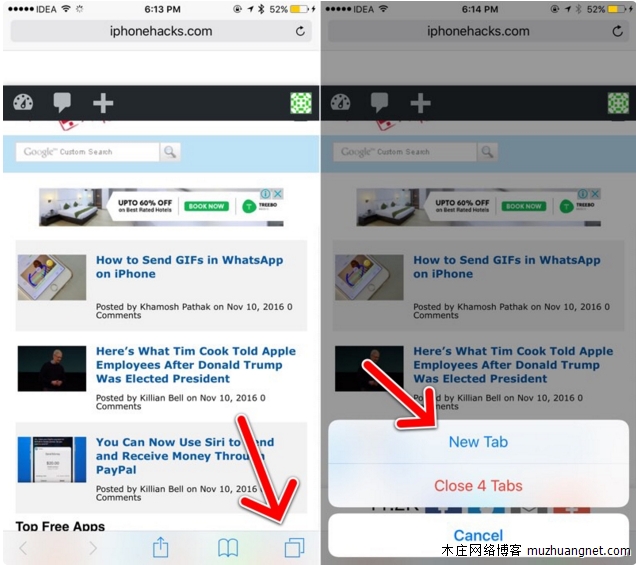 IDEA
6:13 PM
52%
iphonehacks.com
Google™ Custom Search
UPTO 60% OFF
on Best Rated Hotels
BOOK NOW
TREEBO
How to Send GIFs in WhatsApp
on iPhone
Posted by Khamosh Pathak on Nov 10, 2016 0
Comments
Here's What Tim Cook Told Apple
Employees After Donald Trump
Was Elected President
Posted by Killian Bell on Nov 10, 2016 0
Comments
You Can Now Use Siri to Send
and Receive Money Through
PayPal
Posted by Killian Bell on Nov 10, 2016 0
Comments
Top Free Apps
IDEA
6:14 PM
52%
iphonehacks.com
Google™ Custom Search
UPTO 60% OFF
on Best Rated Hotels
BOOK NOW
TREEBO
How to Send GIFs in WhatsApp
on iPhone
Posted by Khamosh Pathak on Nov 10, 2016 0
Comments
Here's What Tim Cook Told Apple
Employees After Donald Trump
Was Elected President
Posted by Killian Bell on Nov 10, 2016 0
Comments
New Tab
Close 4 Tabs
Cancel
木庄网络博客 muzhuangnet.com